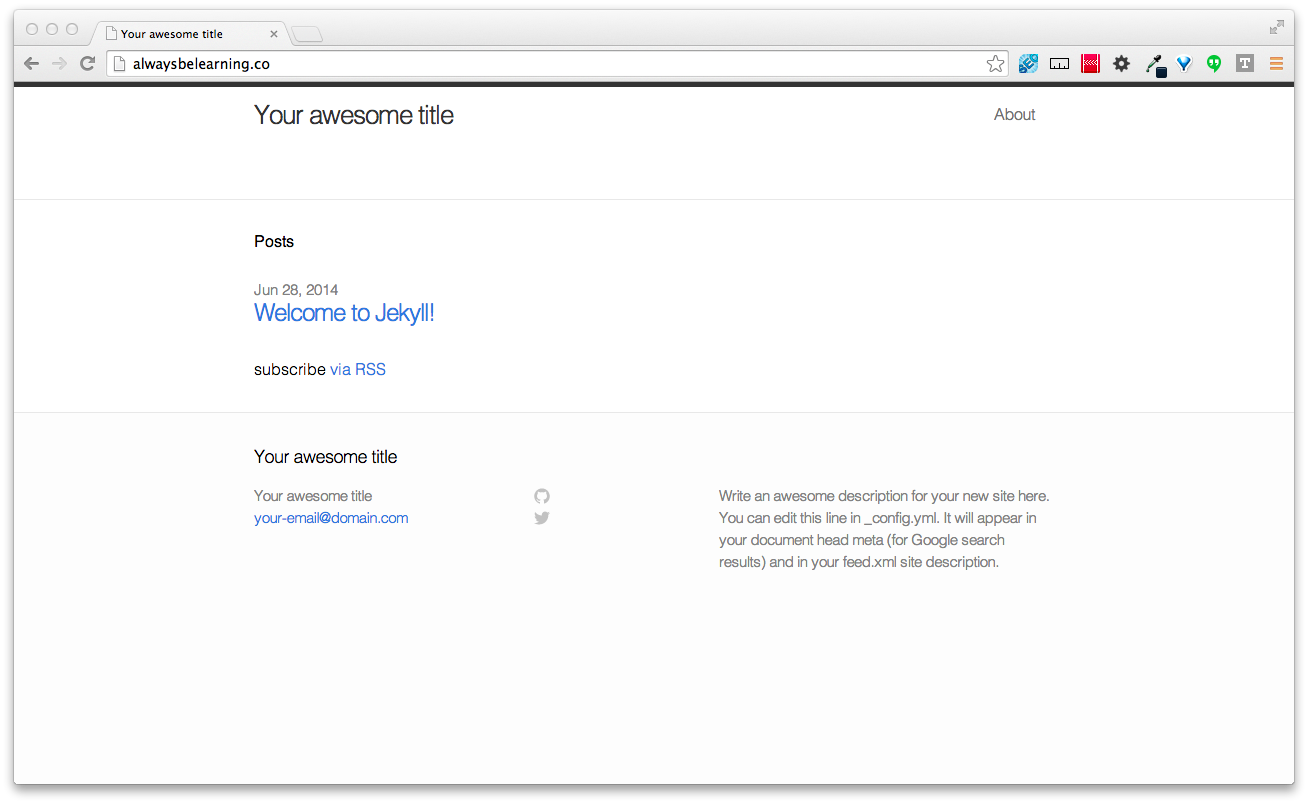 Your awesome title
alwaysbelearning.co
Your awesome title
About
Posts
Jun 28, 2014
Welcome to Jekyll!
subscribe via RSS
Your awesome title
Your awesome title
your-email@domain.com
Write an awesome description for your new site here.
You can edit this line in _config.yml. It will appear in
your document head meta (for Google search
results) and in your feed.xml site description.